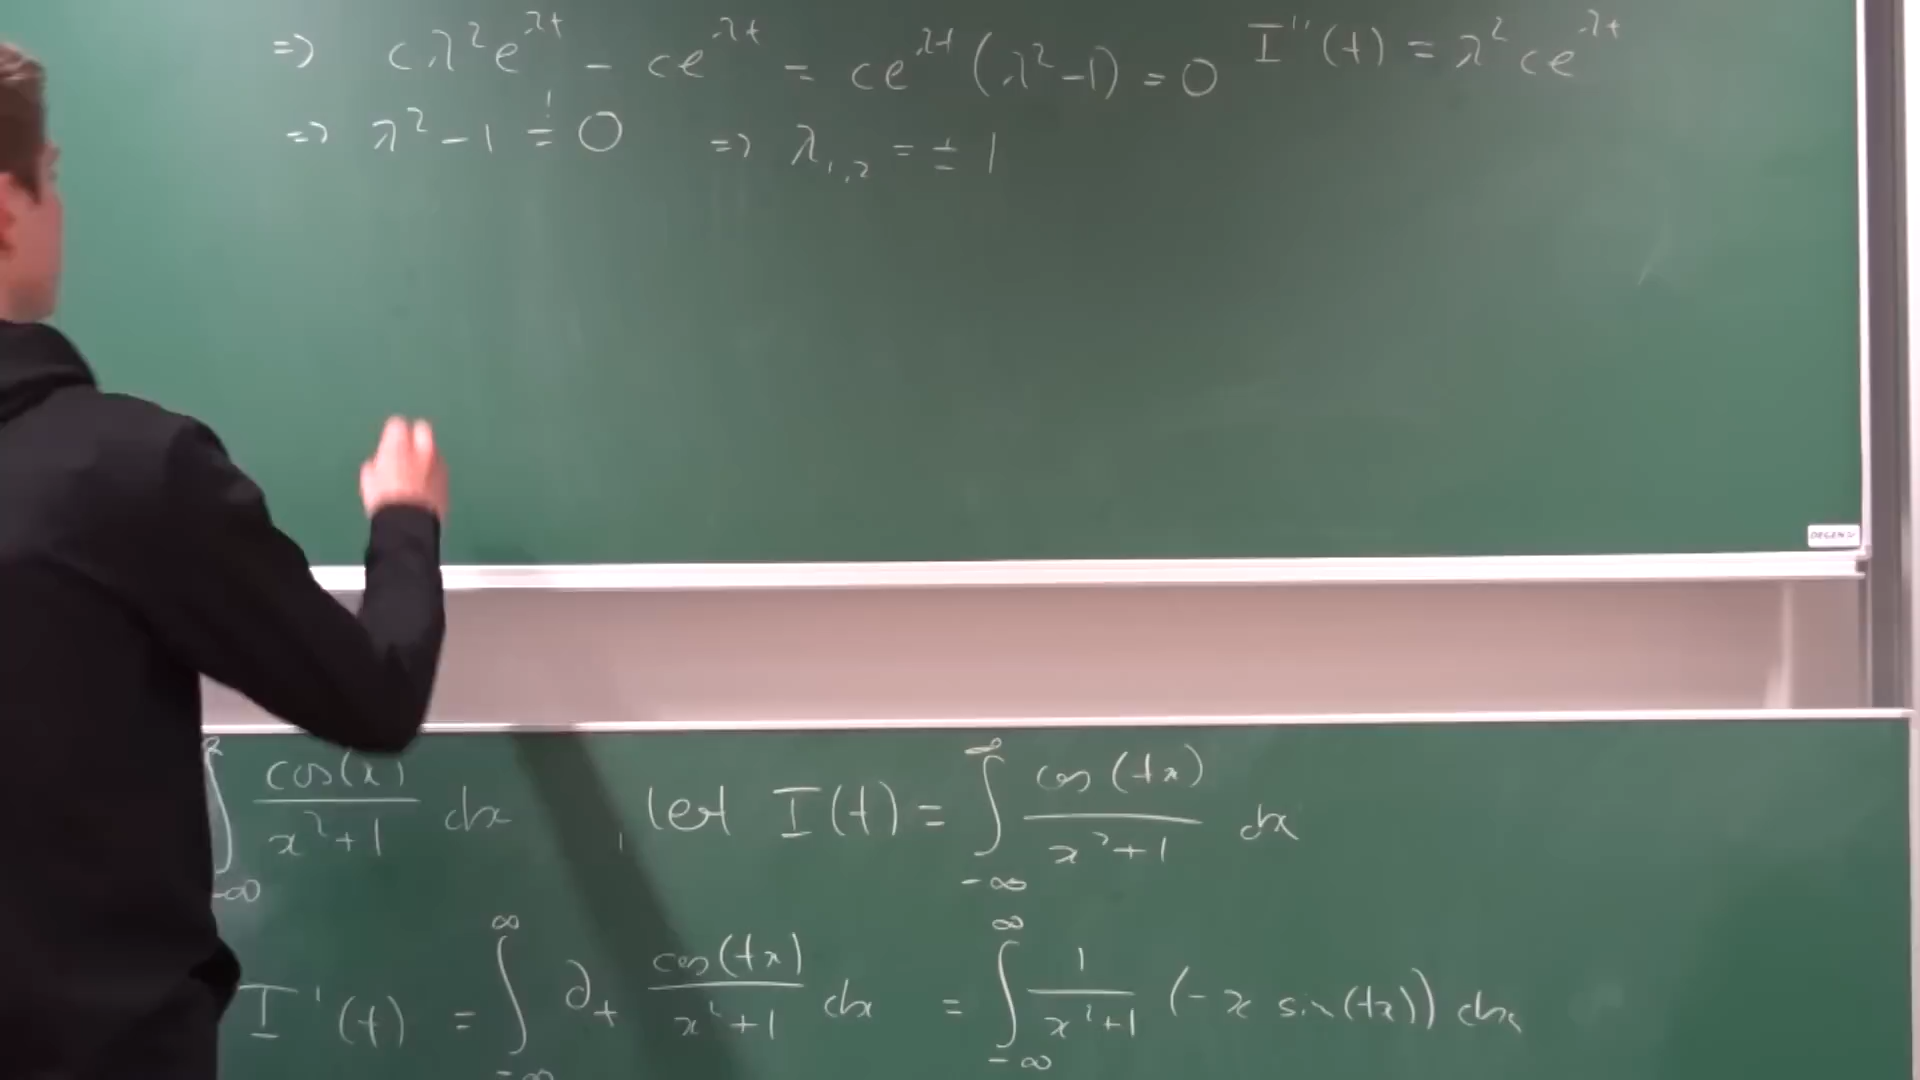 => cλ²e^{λt} - ce^{λt} = ce^{λt}(λ²-1) = 0 I''(t) = λ²ce^{λt}
=> λ² - 1 =! 0 => λ_{1,2} = ± 1
∫_{-∞} cos(x)/(x²+1) dx , let I(t) = ∫_{-∞}^{∞} cos(tx)/(x²+1) dx
I'(t) = ∫_{-∞}^{∞} ∂_t cos(tx)/(x²+1) dx = ∫_{-∞}^{∞} 1/(x²+1) (-x sin(tx)) dx